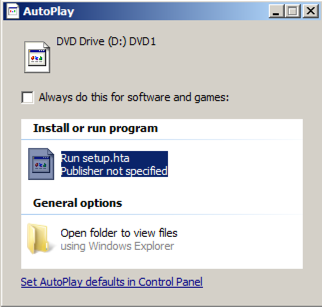 AutoPlay
DVD Drive (D:) DVD1
Always do this for software and games:
Install or run program
Run setup.hta
Publisher not specified
General options
Open folder to view files
using Windows Explorer
Set AutoPlay defaults in Control Panel